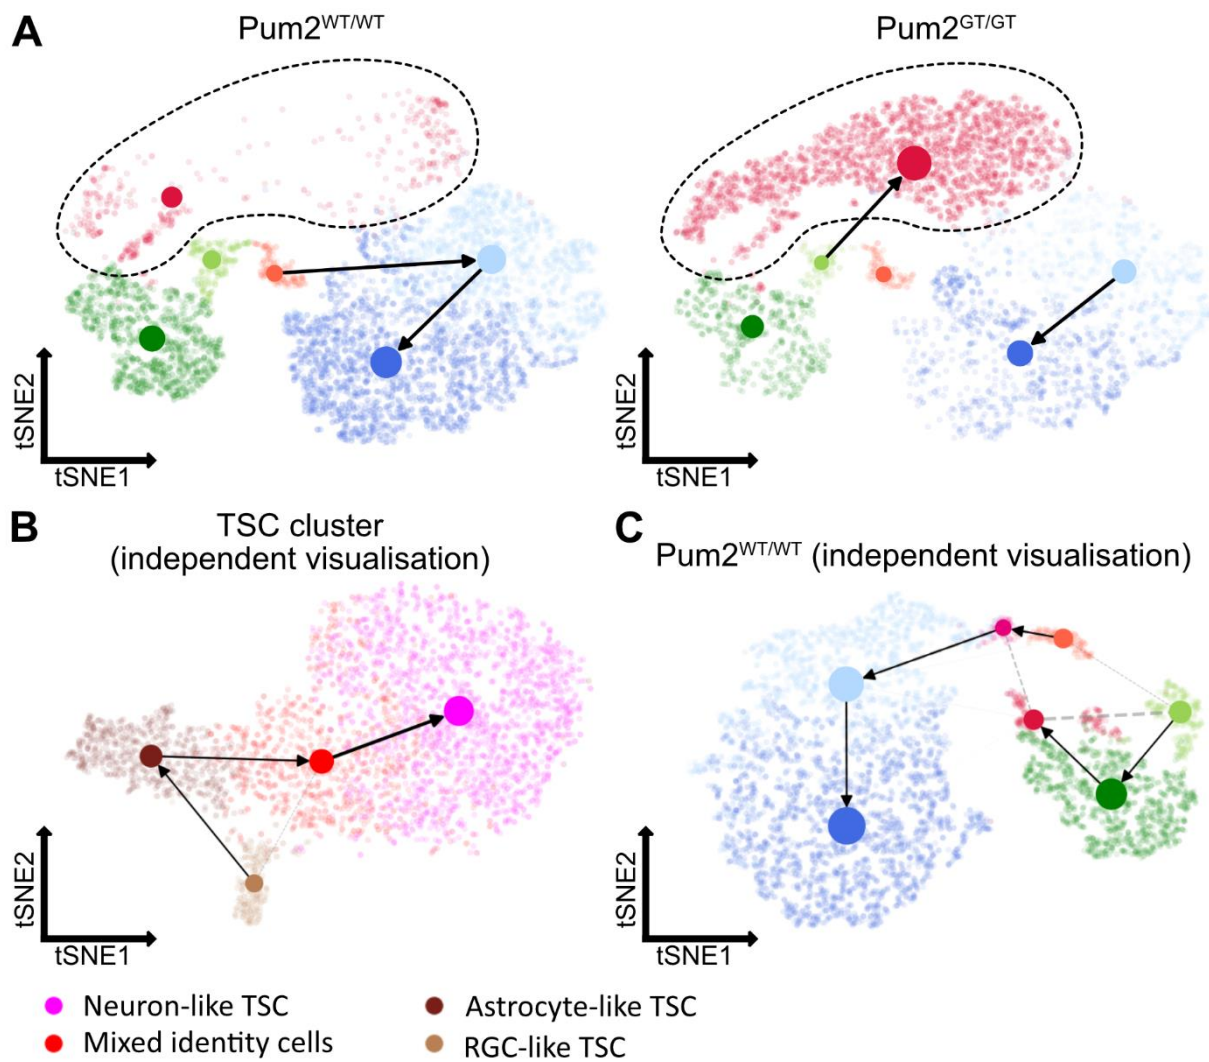 A
Pum2WT/WT
Pum2GT/GT
tSNE2
tSNE1
tSNE2
tSNE1
B
TSC cluster
(independent visualisation)
C
Pum2WT/WT (independent visualisation)
tSNE2
tSNE1
tSNE2
tSNE1
Neuron-like TSC
Astrocyte-like TSC
Mixed identity cells
RGC-like TSC